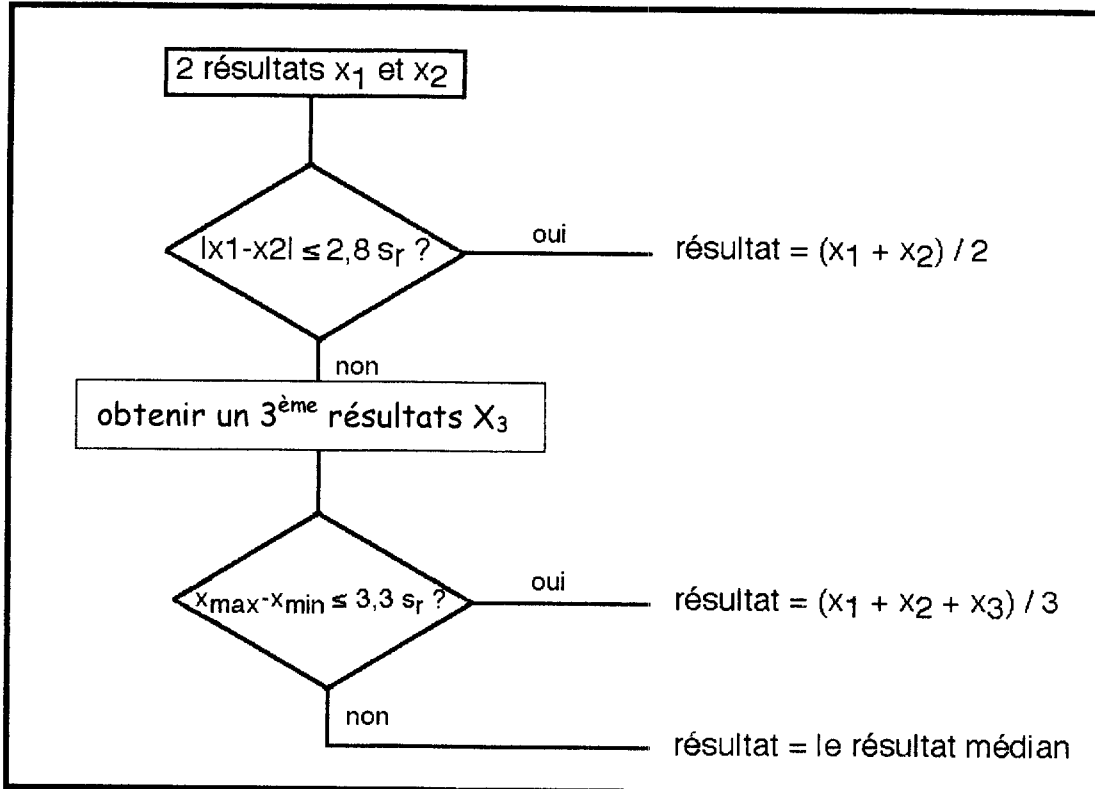 2 résultats x1 et x2
|x1-x2| ≤ 2,8 sr ?
oui
résultat = (x1 + x2) / 2
non
obtenir un 3ème résultats X3
xmax-xmin ≤ 3,3 sr ?
oui
résultat = (x1 + x2 + x3) / 3
non
résultat = le résultat médian